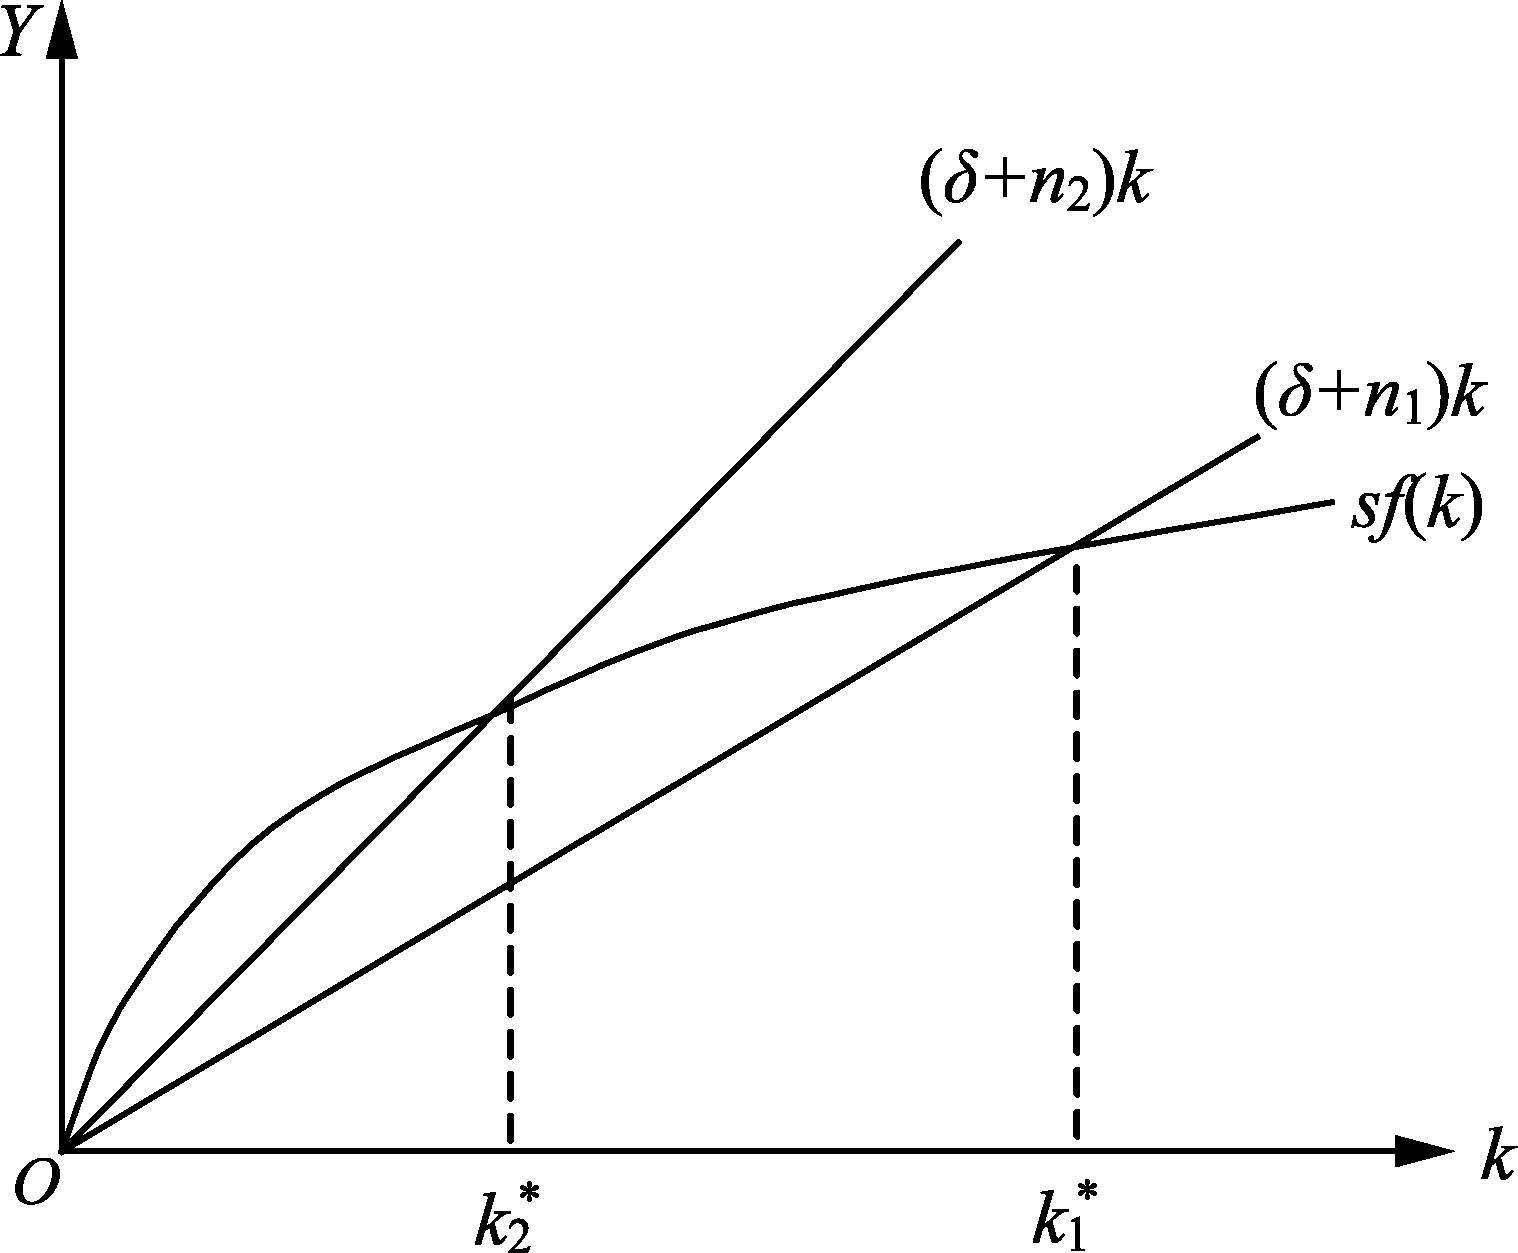 Y
(δ+n₂)k
(δ+n₁)k
sf(k)
O
k
k₂*
k₁*